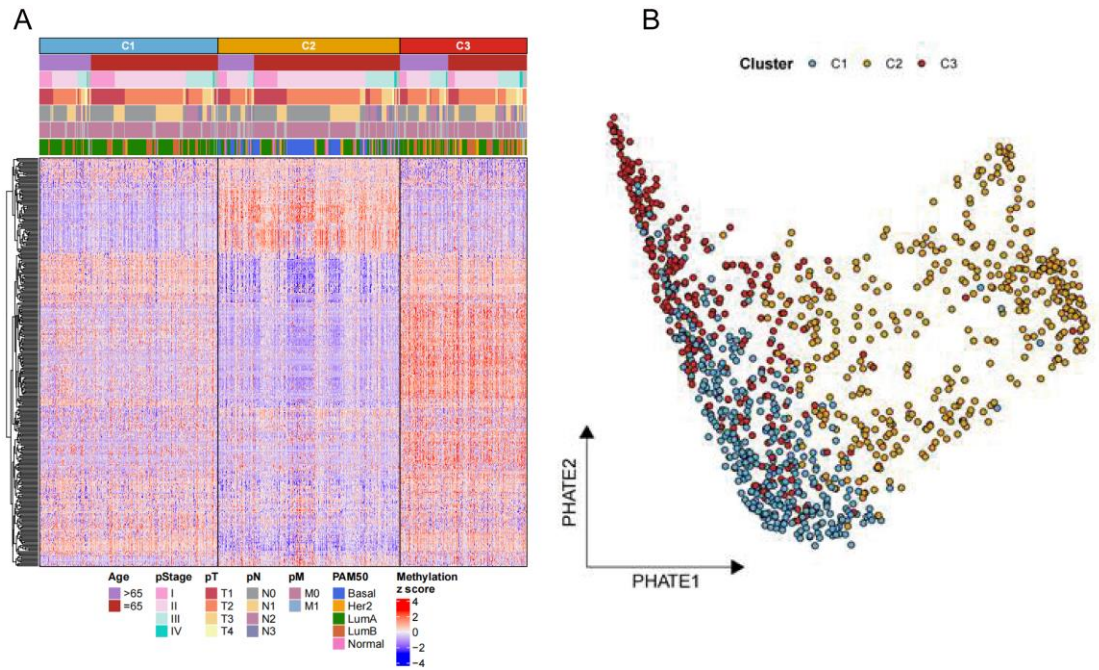 A
B
C1 C2 C3
Cluster C1 C2 C3
PHATE2
PHATE1
Age pStage pT pN pM PAM50 Methylation
z score
>65 I T1 N0 M0 Basal 4
=65 II T2 N1 M1 Her2 2
III T3 N2 LumA 0
IV T4 N3 LumB −2
Normal −4